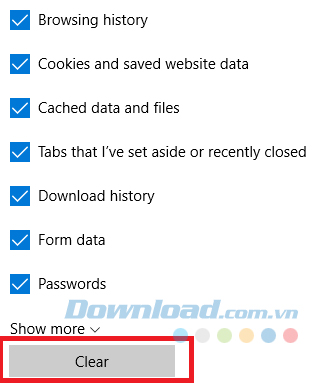 Browsing history
Cookies and saved website data
Cached data and files
Tabs that I've set aside or recently closed
Download history
Form data
Passwords
Download.com.vn
Show more
Clear